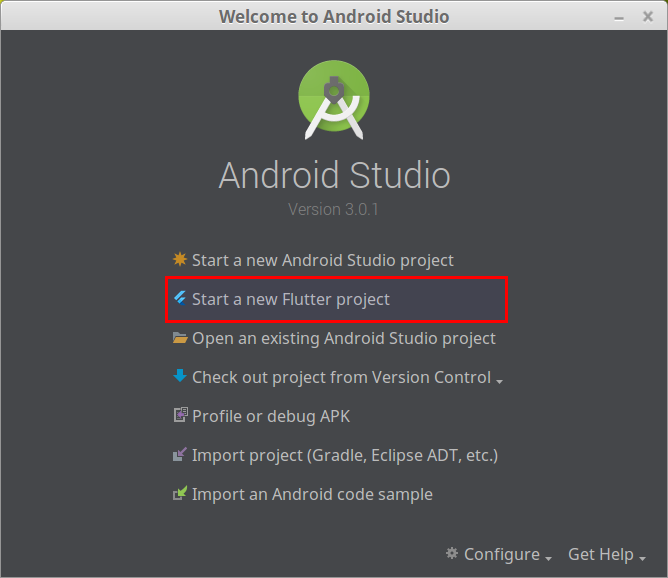 Welcome to Android Studio
Android Studio
Version 3.0.1
Start a new Android Studio project
Start a new Flutter project
Open an existing Android Studio project
Check out project from Version Control
Profile or debug APK
Import project (Gradle, Eclipse ADT, etc.)
Import an Android code sample
Configure Get Help